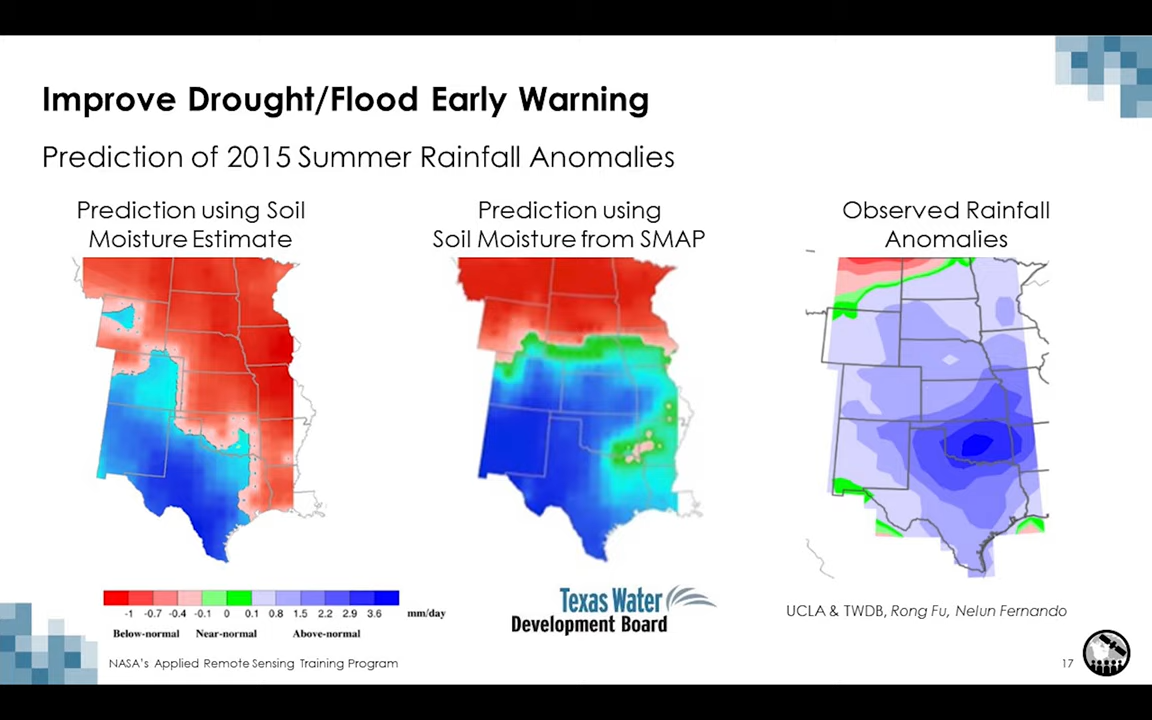 Improve Drought/Flood Early Warning
Prediction of 2015 Summer Rainfall Anomalies
Prediction using Soil
Moisture Estimate
Prediction using
Soil Moisture from SMAP
Observed Rainfall
Anomalies
-1 -0.7 -0.4 -0.1 0 0.1 0.8 1.5 2.2 2.9 3.6 mm/day
Below-normal Near-normal Above-normal
Texas Water
Development Board
UCLA & TWDB, Rong Fu, Nelun Fernando
NASA's Applied Remote Sensing Training Program
17